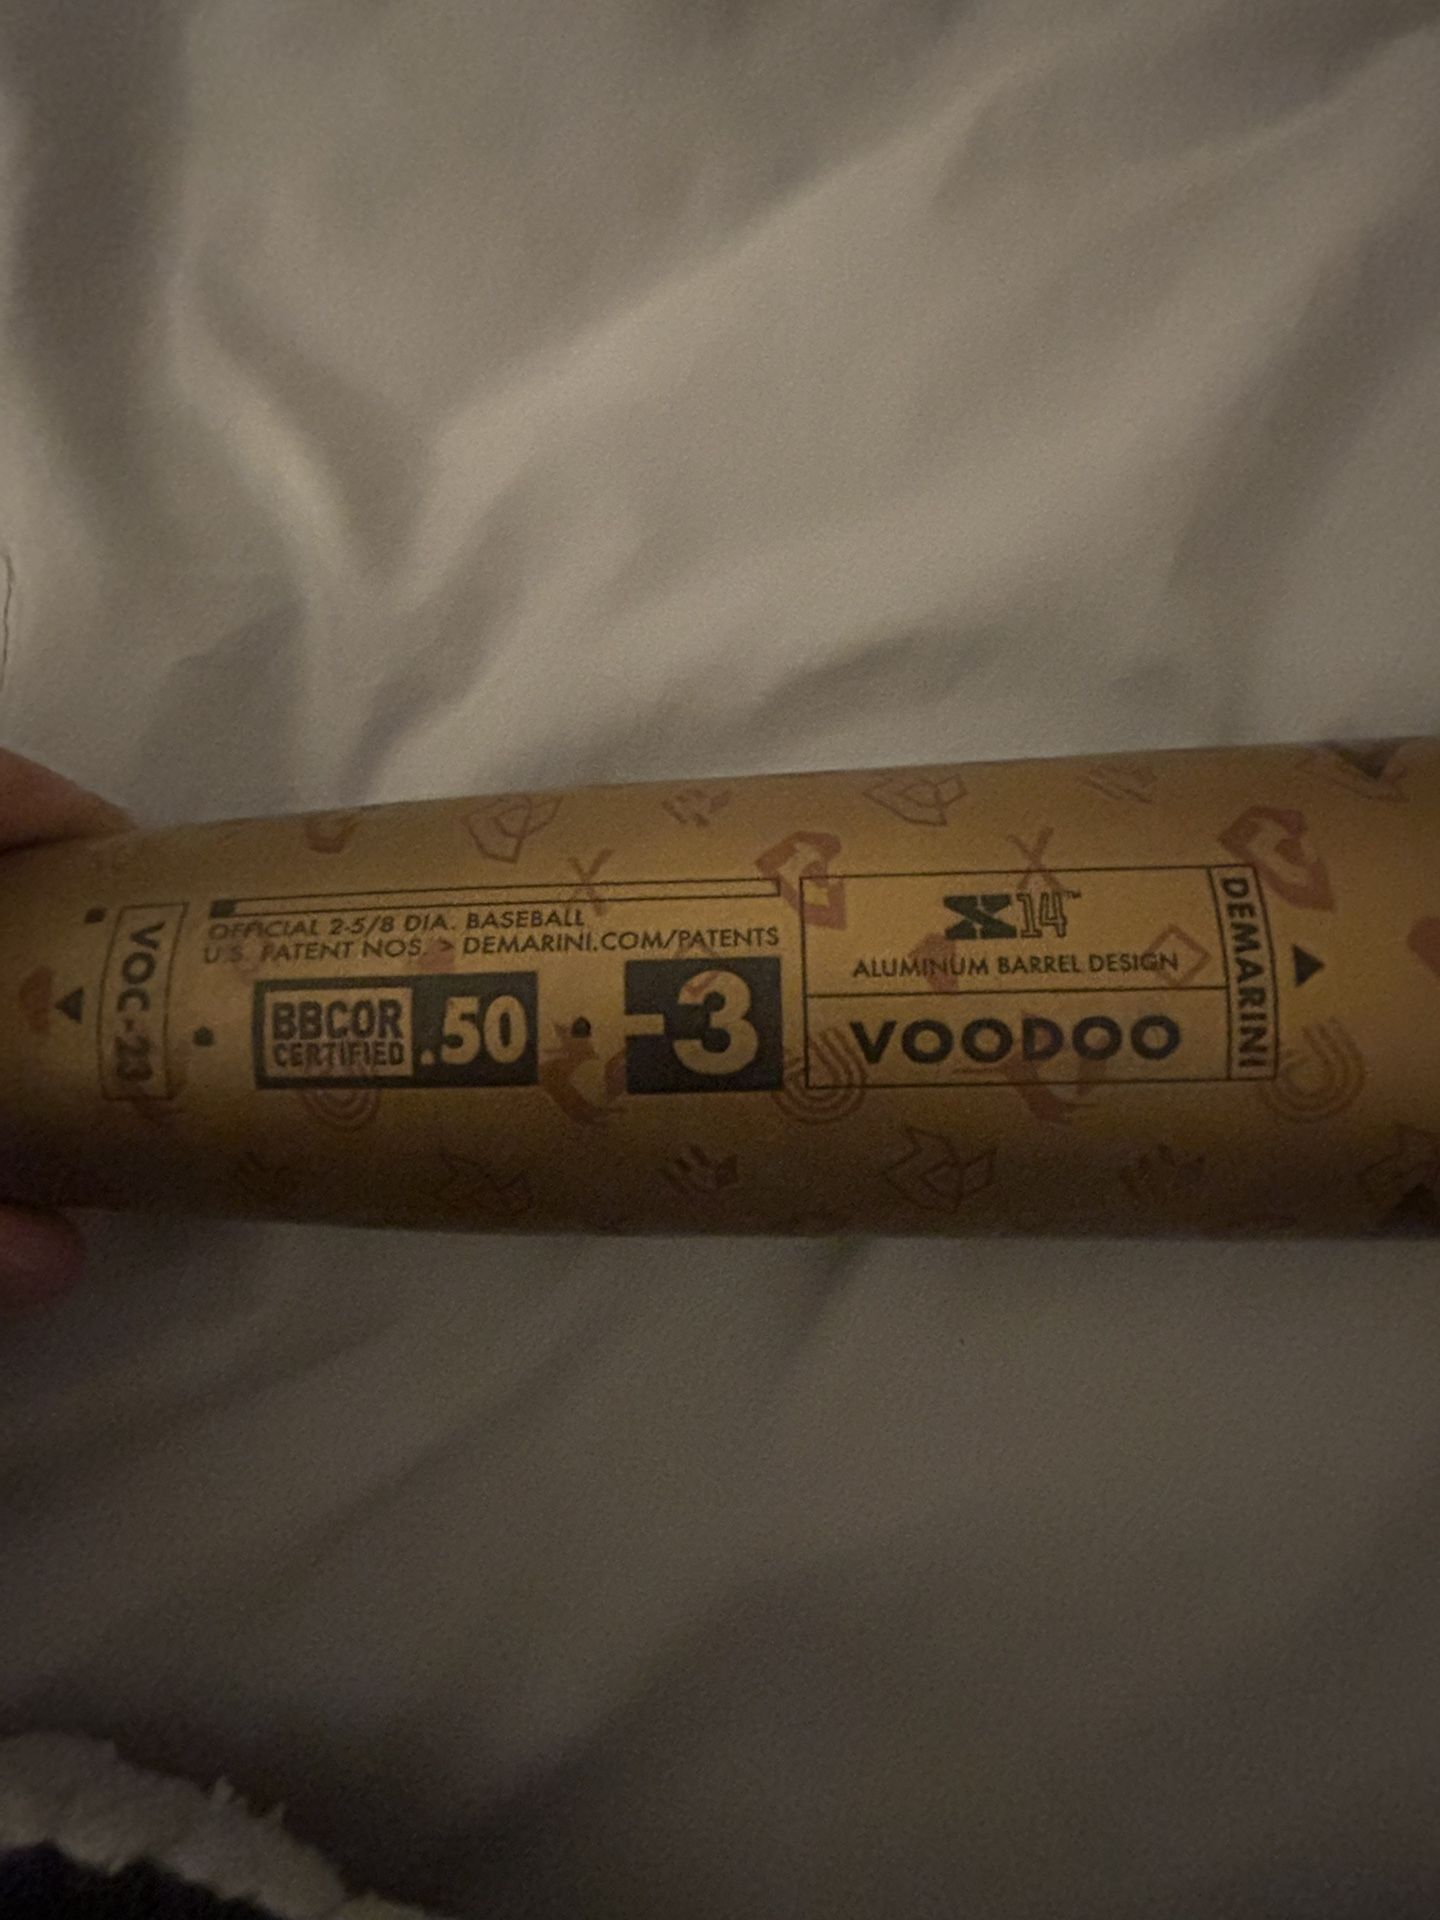 VOC-23
OFFICIAL 2-5/8 DIA. BASEBALL
U.S. PATENT NOS. > DEMARINI.COM/PATENTS
BBCOR
CERTIFIED
.50
-3
X14™
ALUMINUM BARREL DESIGN
VOODOO
DEMARINI